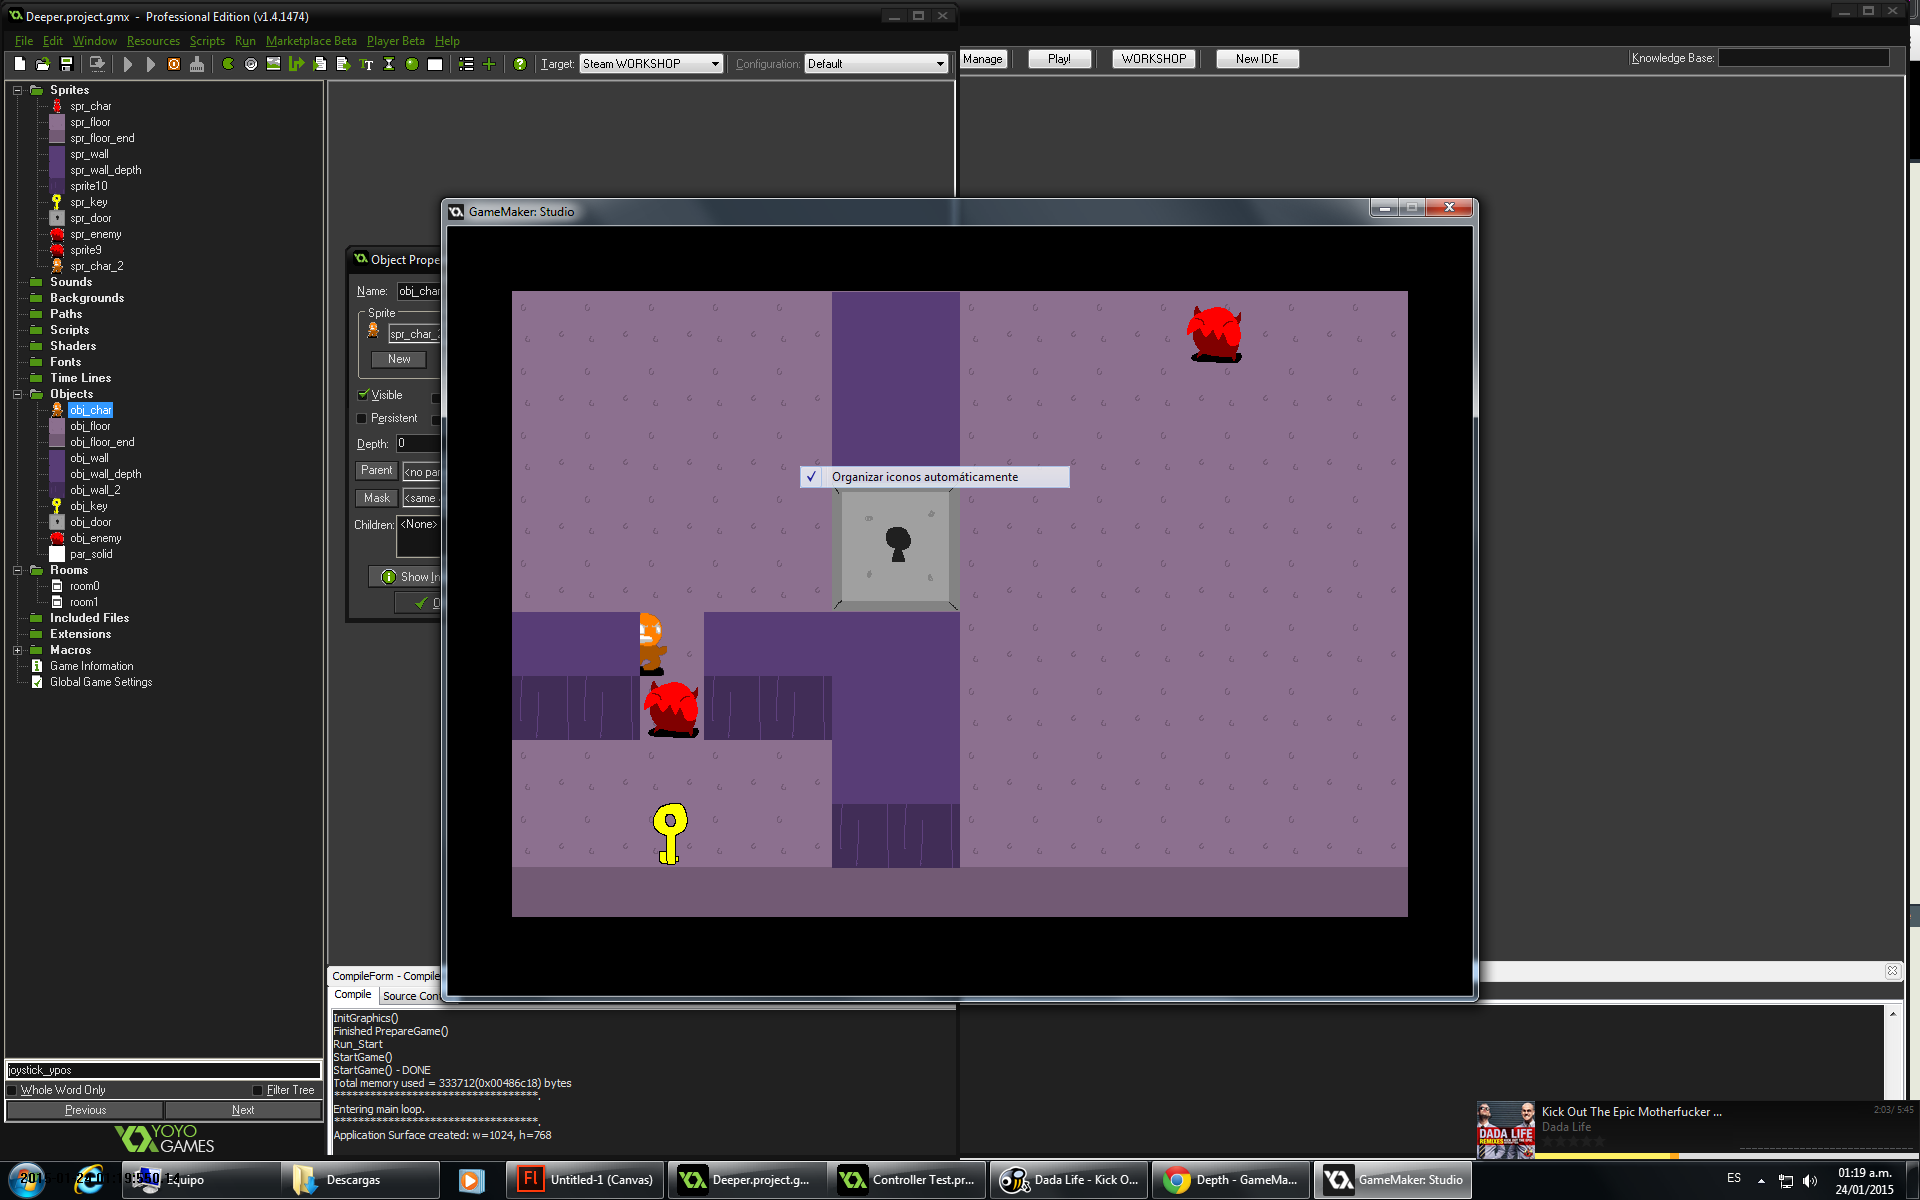 Deeper.project.gmx - Professional Edition (v1.4.1474)
File Edit Window Resources Scripts Run Marketplace Beta Player Beta Help
Target: Steam WORKSHOP Configuration: Default Manage Play! WORKSHOP New IDE Knowledge Base:
Sprites
spr_char
spr_floor
spr_floor_end
spr_wall
spr_wall_depth
sprite10
spr_key
spr_door
spr_enemy
sprite9
spr_char_2
Sounds
Backgrounds
Paths
Scripts
Shaders
Fonts
Time Lines
Objects
obj_char
obj_floor
obj_floor_end
obj_wall
obj_wall_depth
obj_wall_2
obj_key
obj_door
obj_enemy
par_solid
Rooms
room0
room1
Included Files
Extensions
Macros
Game Information
Global Game Settings
joystick_ypos
Whole Word Only Filter Tree
Previous Next
YOYO
GAMES
Object Prope
Name: obj_char
Sprite
spr_char_
New
Visible
Persistent
Depth: 0
Parent <no pa
Mask <same
Children: <None>
Show In
GameMaker: Studio
Organizar iconos automáticamente
CompileForm - Compile
Compile Source Con
InitGraphics()
Finished PrepareGame()
Run_Start
StartGame()
StartGame() - DONE
Total memory used = 333712(0x00486c18) bytes
***********************************.
Entering main loop.
***********************************.
Application Surface created: w=1024, h=768
Kick Out The Epic Motherfucker ...
2:03/ 5:45
Dada Life
DADA LIFE
Equipo
Descargas
Untitled-1 (Canvas)
Deeper.project.g...
Controller Test.pr...
Dada Life - Kick O...
Depth - GameMa...
GameMaker: Studio
ES
01:19 a.m.
24/01/2015